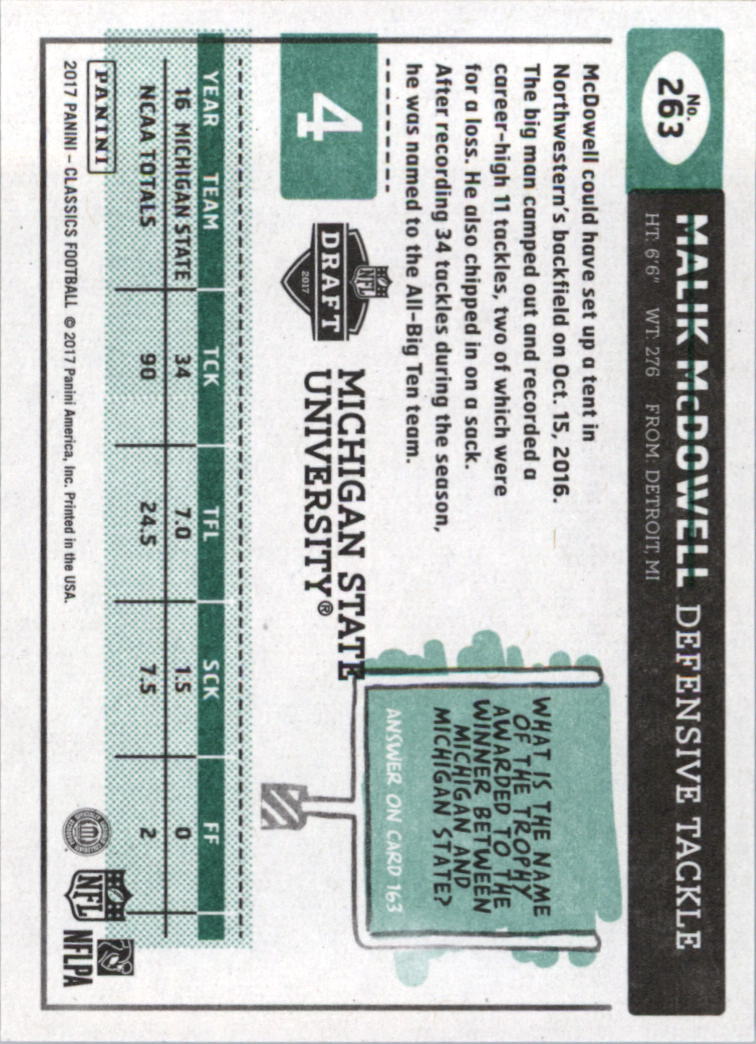 No.
263
MALIK McDOWELL DEFENSIVE TACKLE
HT: 6'6" WT: 276 FROM: DETROIT, MI
McDowell could have set up a tent in
Northwestern's backfield on Oct. 15, 2016.
The big man camped out and recorded a
career-high 11 tackles, two of which were
for a loss. He also chipped in on a sack.
After recording 34 tackles during the season,
he was named to the All-Big Ten team.
WHAT IS THE NAME
OF THE TROPHY
AWARDED TO THE
WINNER BETWEEN
MICHIGAN AND
MICHIGAN STATE?
ANSWER ON CARD 163
4
NFL
DRAFT
2017
MICHIGAN STATE
UNIVERSITY®
YEAR TEAM TCK TFL SCK FF
16 MICHIGAN STATE 34 7.0 1.5 0
NCAA TOTALS 90 24.5 7.5 2
PANINI
2017 PANINI – CLASSICS FOOTBALL © 2017 Panini America, Inc. Printed in the USA.
NFL
NFLPA